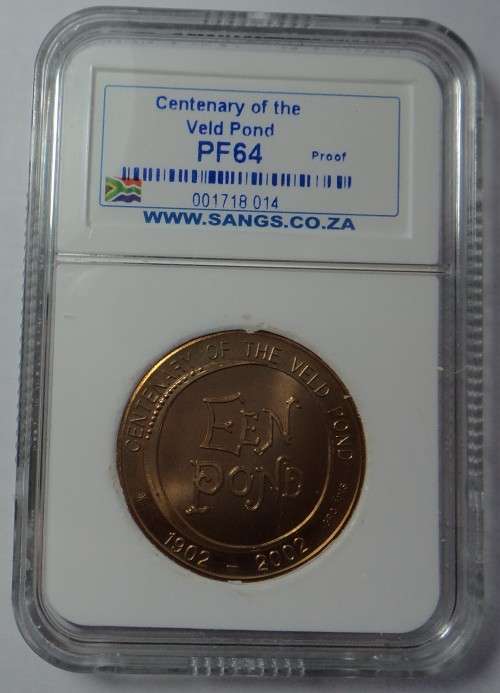 Centenary of the
Veld Pond
PF64 Proof
001718 014
WWW.SANGS.CO.ZA
CENTENARY OF THE VELD POND
EEN
POND
1902 - 2002